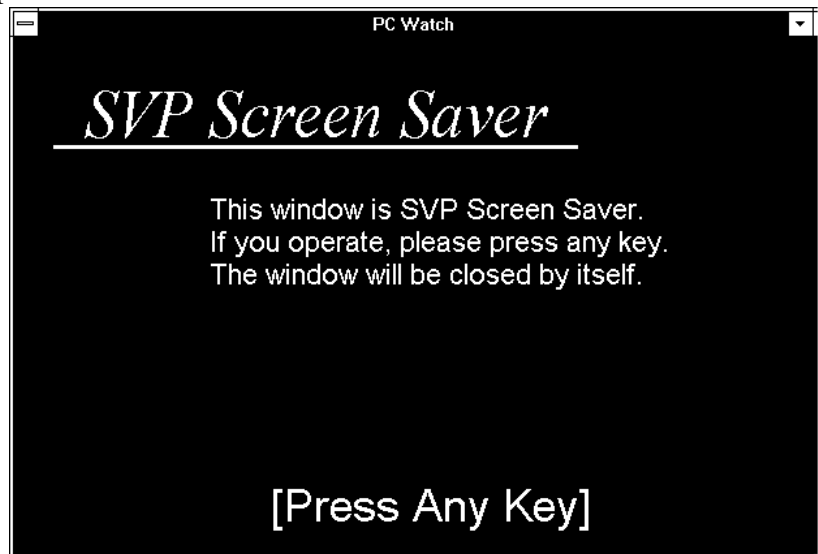 PC Watch
SVP Screen Saver
This window is SVP Screen Saver.
If you operate, please press any key.
The window will be closed by itself.
[Press Any Key]